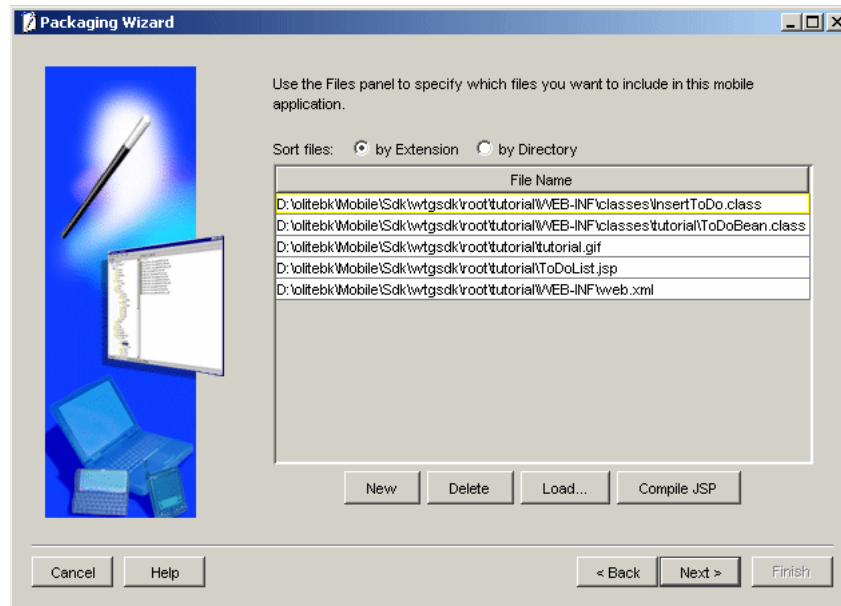 Packaging Wizard
Use the Files panel to specify which files you want to include in this mobile
application.
Sort files: by Extension by Directory
File Name
D:\olitebk\Mobile\Sdk\wtgsdk\root\tutorial\WEB-INF\classes\InsertToDo.class
D:\olitebk\Mobile\Sdk\wtgsdk\root\tutorial\WEB-INF\classes\tutorial\ToDoBean.class
D:\olitebk\Mobile\Sdk\wtgsdk\root\tutorial\tutorial.gif
D:\olitebk\Mobile\Sdk\wtgsdk\root\tutorial\ToDoList.jsp
D:\olitebk\Mobile\Sdk\wtgsdk\root\tutorial\WEB-INF\web.xml
New Delete Load... Compile JSP
Cancel Help < Back Next > Finish